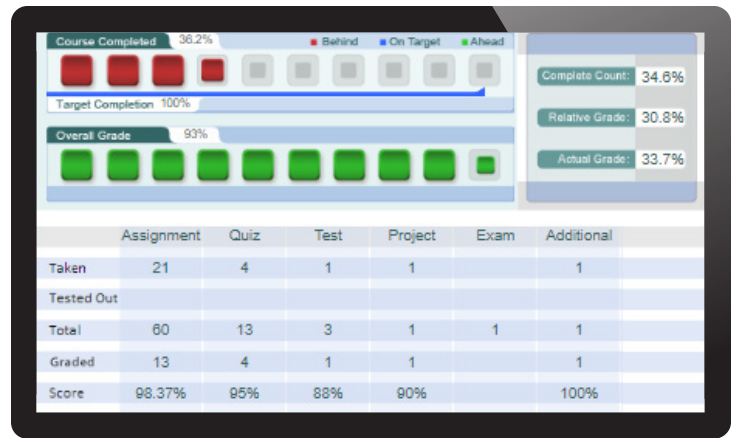 Course Completed 36.2% Behind On Target Ahead
Target Completion 100%
Overall Grade 93%
Complete Count: 34.6%
Relative Grade: 30.8%
Actual Grade: 33.7%
Assignment Quiz Test Project Exam Additional
Taken 21 4 1 1 1
Tested Out
Total 60 13 3 1 1 1
Graded 13 4 1 1 1
Score 98.37% 95% 88% 90% 100%